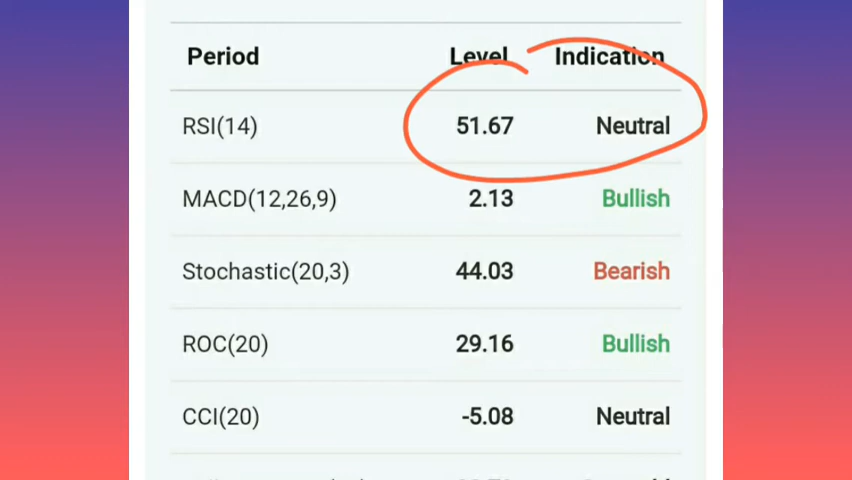 Period Level Indication
RSI(14) 51.67 Neutral
MACD(12,26,9) 2.13 Bullish
Stochastic(20,3) 44.03 Bearish
ROC(20) 29.16 Bullish
CCI(20) -5.08 Neutral